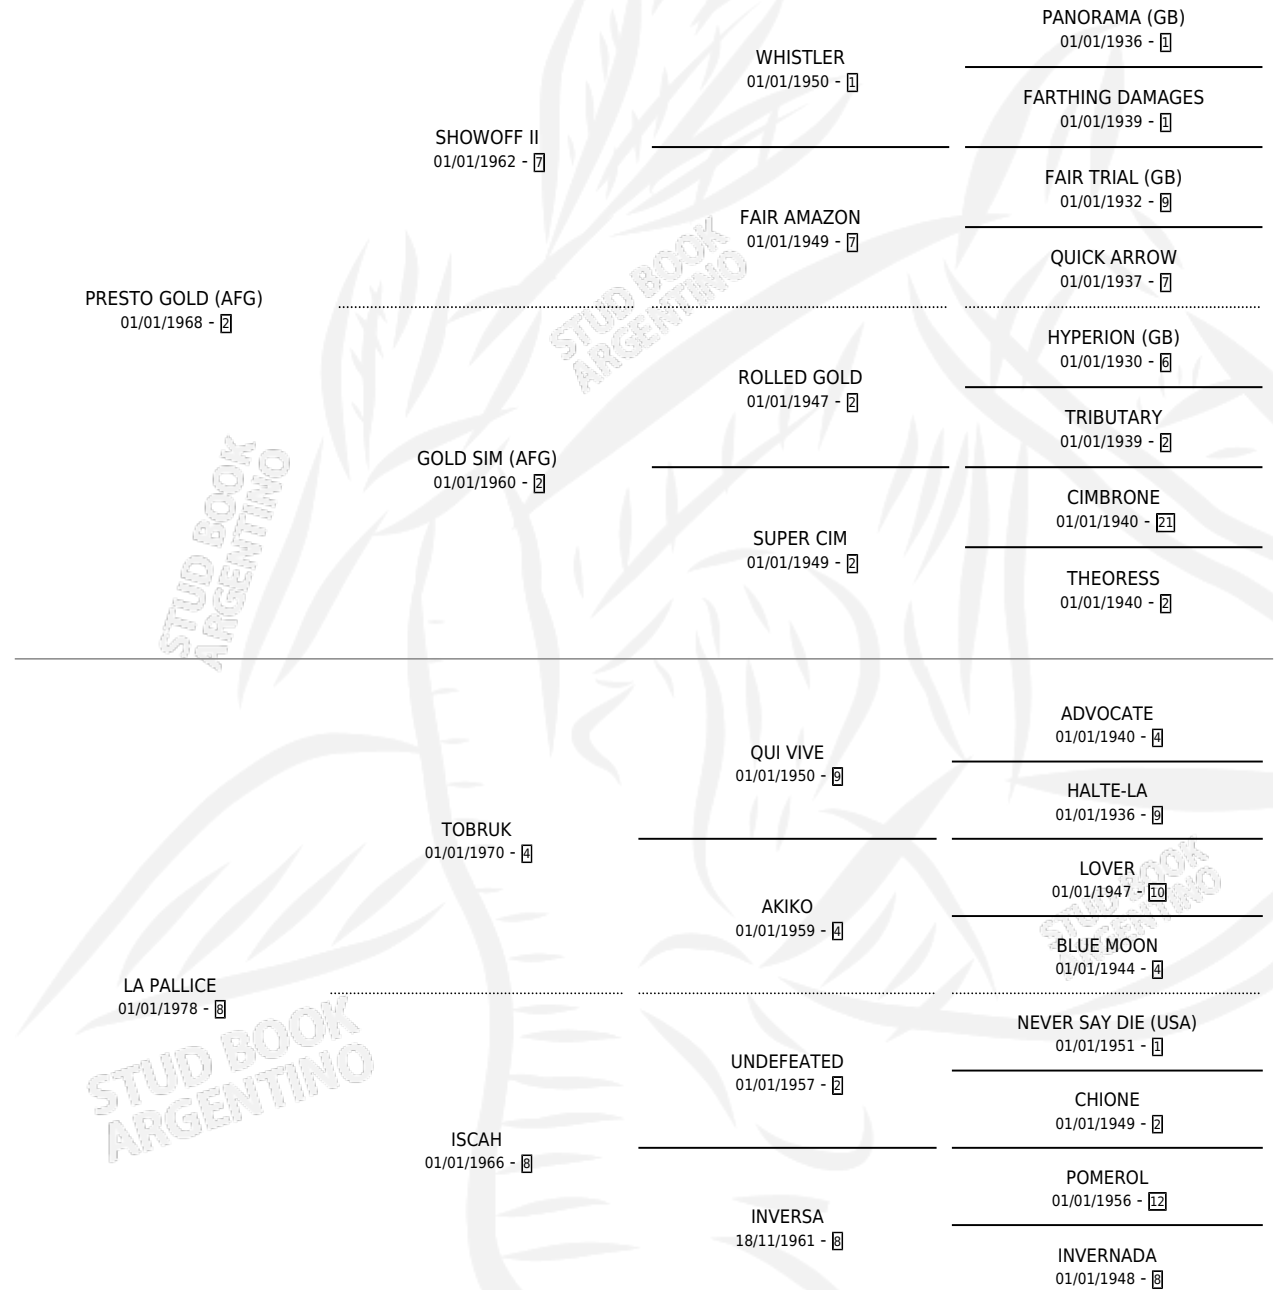 PANORAMA (GB)
01/01/1936 - 1
WHISTLER
01/01/1950 - 1
FARTHING DAMAGES
01/01/1939 - 1
SHOWOFF II
01/01/1962 - 7
FAIR TRIAL (GB)
01/01/1932 - 9
FAIR AMAZON
01/01/1949 - 7
QUICK ARROW
01/01/1937 - 7
PRESTO GOLD (AFG)
01/01/1968 - 2
HYPERION (GB)
01/01/1930 - 6
ROLLED GOLD
01/01/1947 - 2
TRIBUTARY
01/01/1939 - 2
GOLD SIM (AFG)
01/01/1960 - 2
CIMBRONE
01/01/1940 - 21
SUPER CIM
01/01/1949 - 2
THEORESS
01/01/1940 - 2
ADVOCATE
01/01/1940 - 4
QUI VIVE
01/01/1950 - 9
HALTE-LA
01/01/1936 - 9
TOBRUK
01/01/1970 - 4
LOVER
01/01/1947 - 10
AKIKO
01/01/1959 - 4
BLUE MOON
01/01/1944 - 4
LA PALLICE
01/01/1978 - 8
NEVER SAY DIE (USA)
01/01/1951 - 1
UNDEFEATED
01/01/1957 - 2
CHIONE
01/01/1949 - 2
ISCAH
01/01/1966 - 8
POMEROL
01/01/1956 - 12
INVERSA
18/11/1961 - 8
INVERNADA
01/01/1948 - 8
STUD BOOK
ARGENTINO
STUD BOOK
ARGENTINO
STUD BOOK
ARGENTINO
STUD BOOK
ARGENTINO